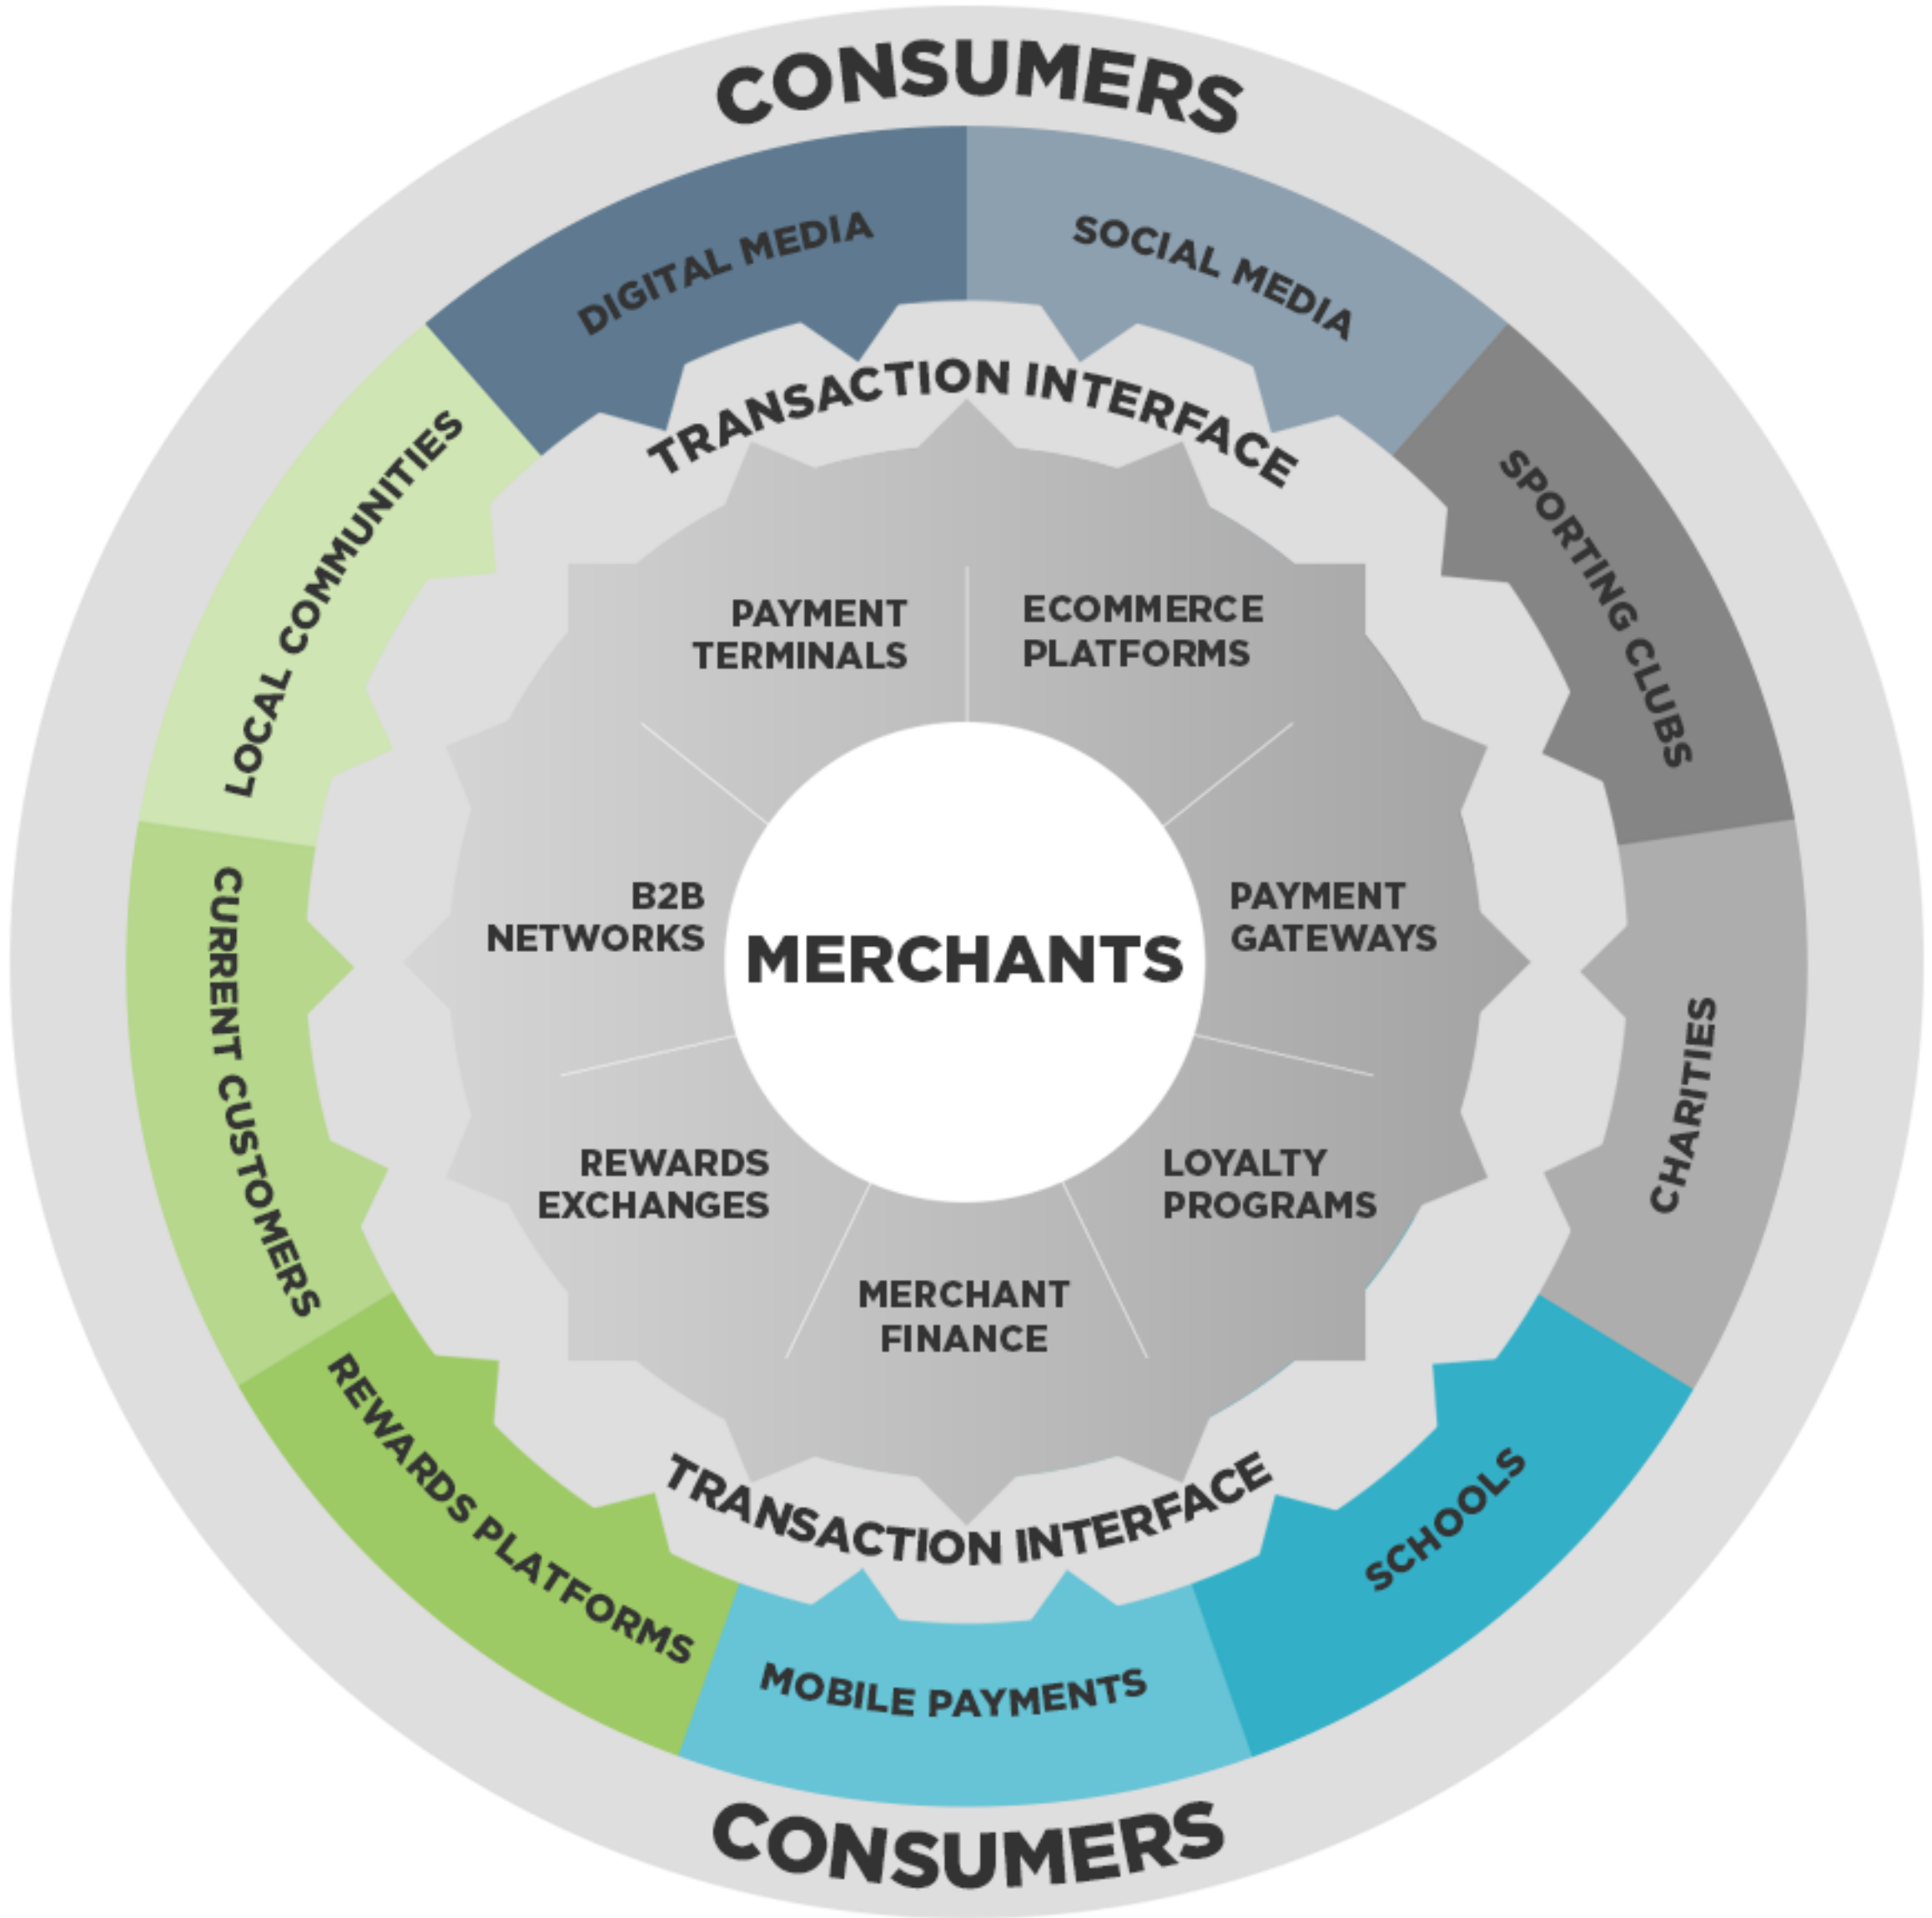 CONSUMERS
DIGITAL MEDIA
SOCIAL MEDIA
SPORTING CLUBS
CHARITIES
SCHOOLS
MOBILE PAYMENTS
REWARDS PLATFORMS
CURRENT CUSTOMERS
LOCAL COMMUNITIES
TRANSACTION INTERFACE
PAYMENT
TERMINALS
ECOMMERCE
PLATFORMS
PAYMENT
GATEWAYS
LOYALTY
PROGRAMS
MERCHANT
FINANCE
REWARDS
EXCHANGES
B2B
NETWORKS
MERCHANTS
TRANSACTION INTERFACE
CONSUMERS